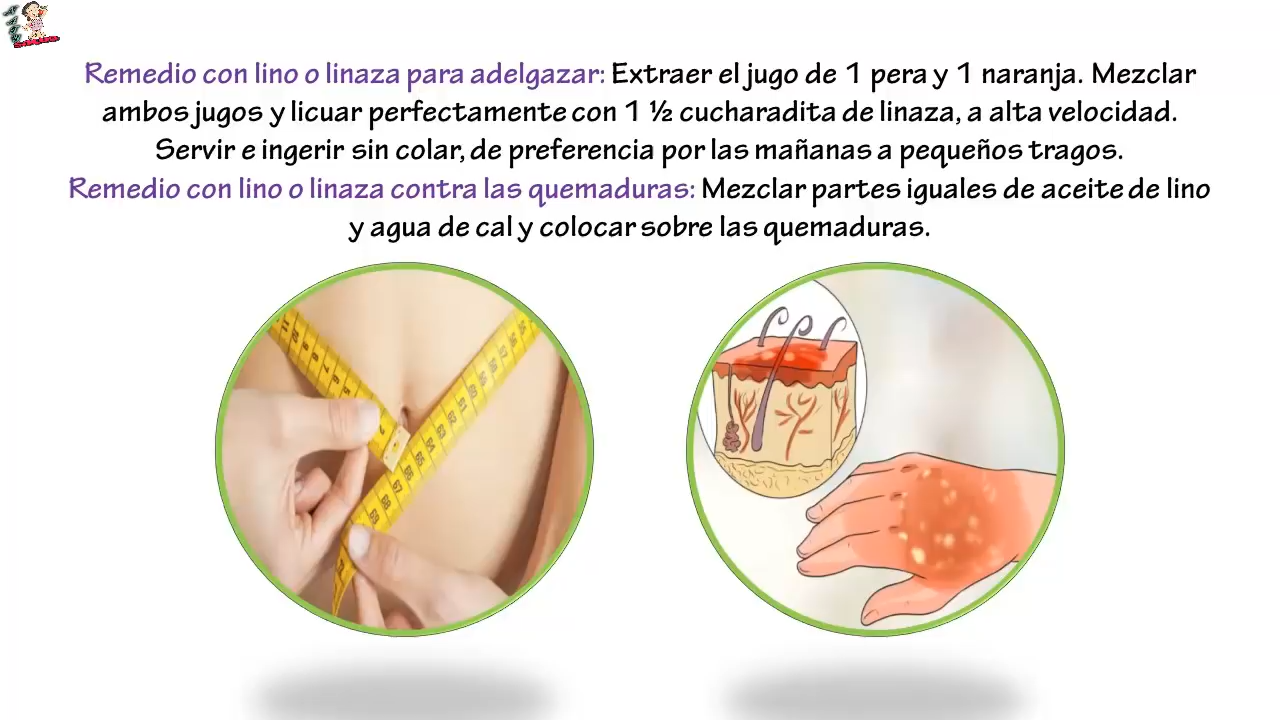 Remedio con lino o linaza para adelgazar: Extraer el jugo de 1 pera y 1 naranja. Mezclar
ambos jugos y licuar perfectamente con 1 ½ cucharadita de linaza, a alta velocidad.
Servir e ingerir sin colar, de preferencia por las mañanas a pequeños tragos.
Remedio con lino o linaza contra las quemaduras: Mezclar partes iguales de aceite de lino
y agua de cal y colocar sobre las quemaduras.